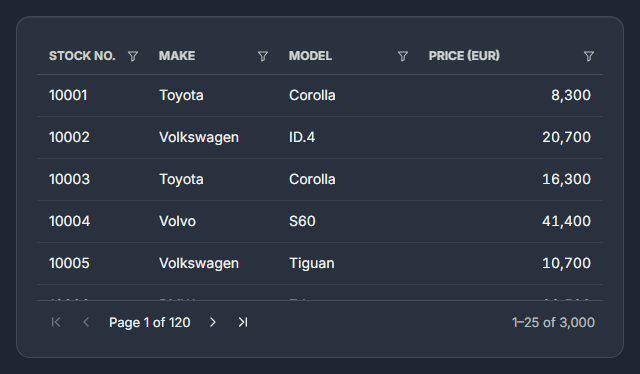 STOCK NO. MAKE MODEL PRICE (EUR)
10001 Toyota Corolla 8,300
10002 Volkswagen ID.4 20,700
10003 Toyota Corolla 16,300
10004 Volvo S60 41,400
10005 Volkswagen Tiguan 10,700
Page 1 of 120 1–25 of 3,000